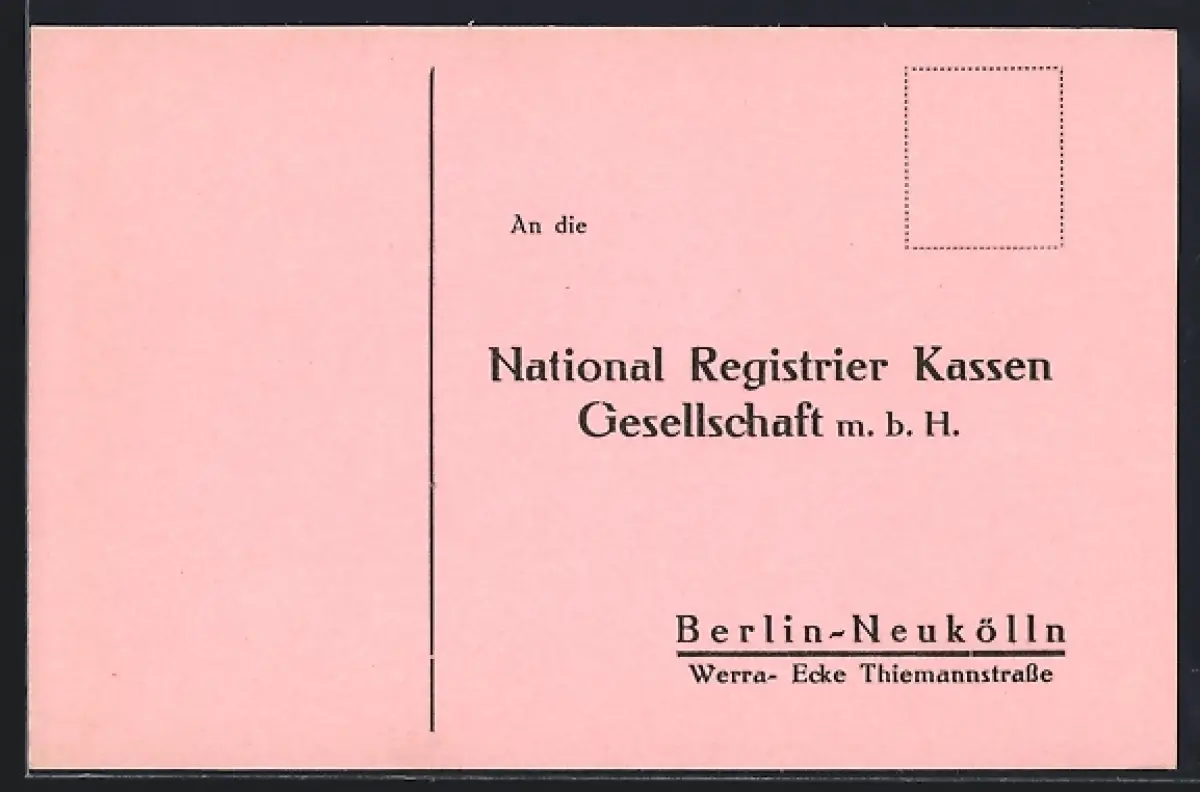 An die
National Registrier Kassen
Gesellschaft m. b. H.
Berlin-Neukölln
Werra- Ecke Thiemannstraße